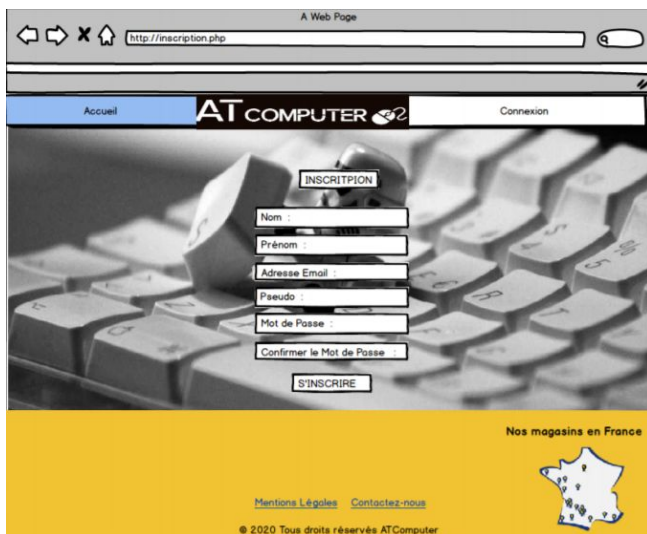 A Web Page
http://inscription.php
Accueil
AT COMPUTER
Connexion
INSCRITPION
Nom :
Prénom :
Adresse Email :
Pseudo :
Mot de Passe :
Confirmer le Mot de Passe :
S'INSCRIRE
Nos magasins en France
Mentions Légales Contactez-nous
© 2020 Tous droits réservés ATComputer